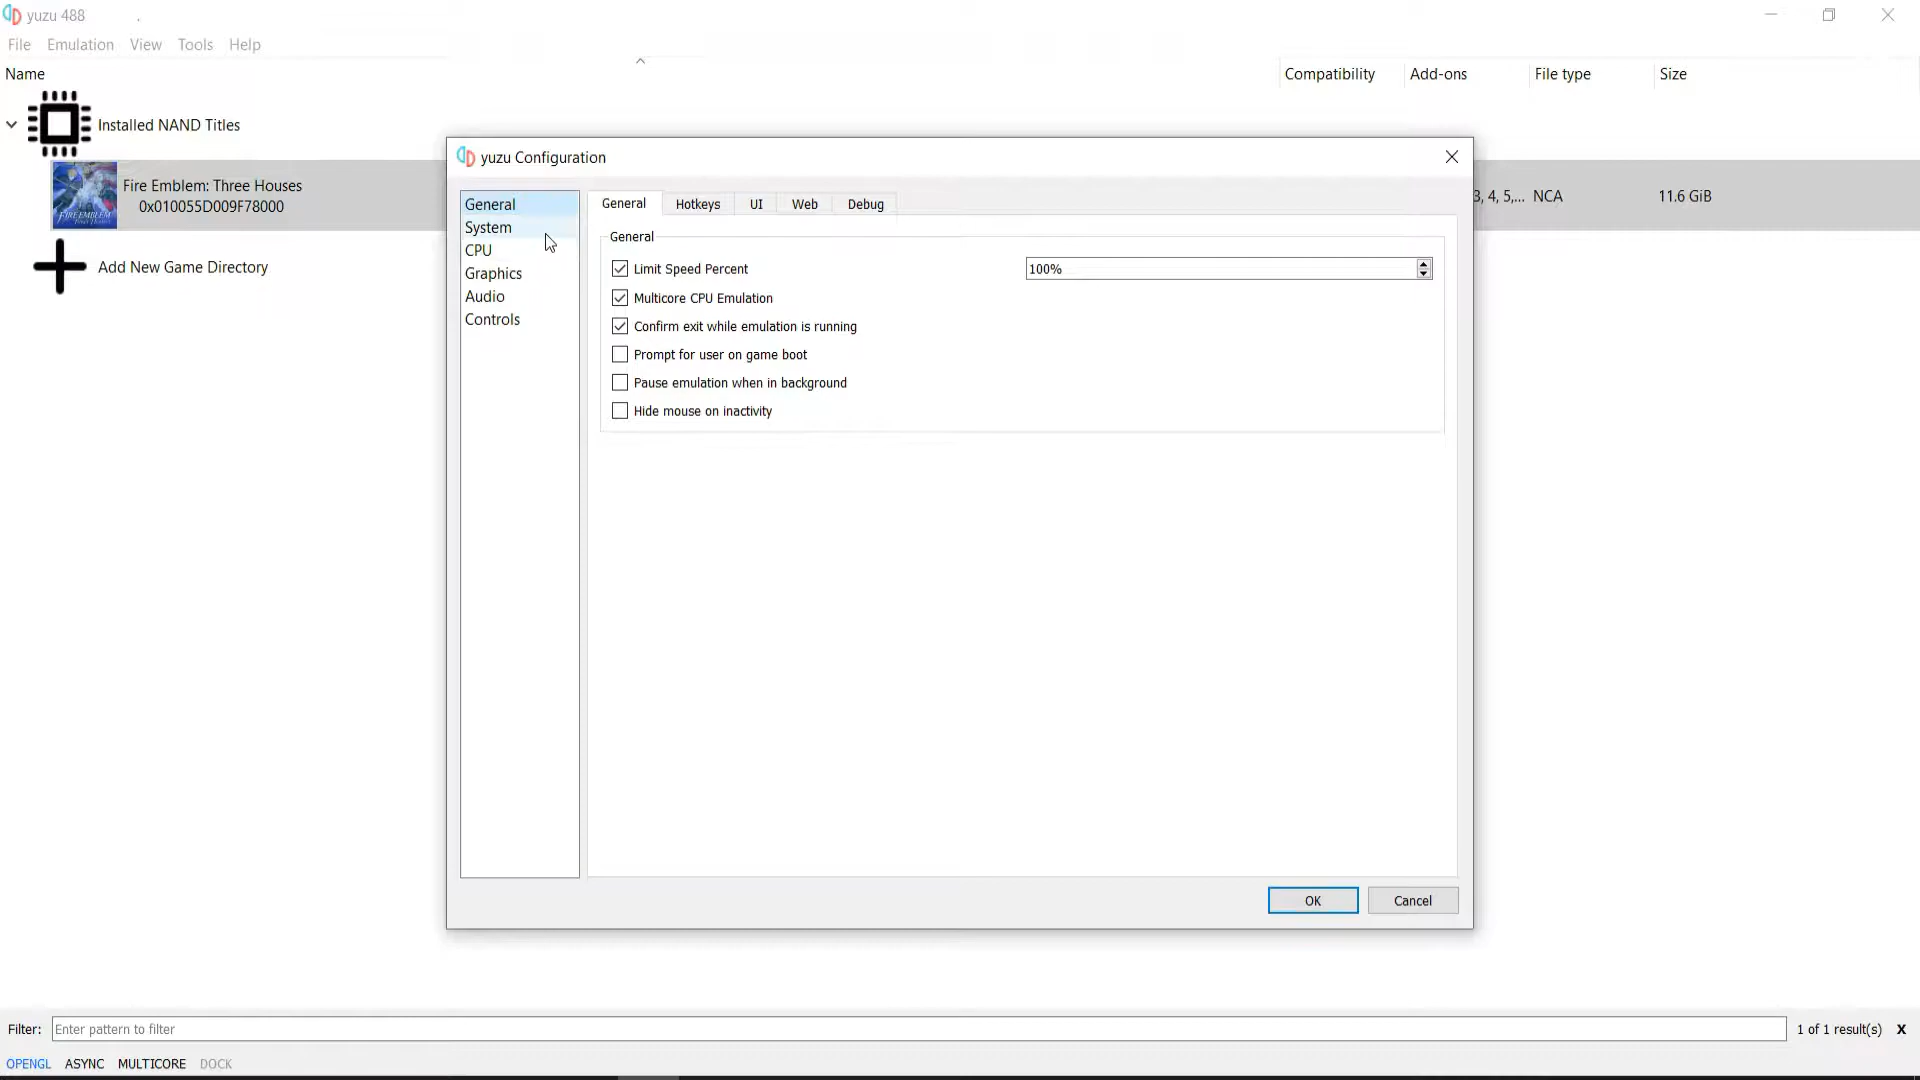 yuzu 488
File Emulation View Tools Help
Name Compatibility Add-ons File type Size
Installed NAND Titles
Fire Emblem: Three Houses
0x010055D009F78000
3, 4, 5,... NCA 11.6 GiB
Add New Game Directory
yuzu Configuration
General
System
CPU
Graphics
Audio
Controls
General Hotkeys UI Web Debug
General
Limit Speed Percent 100%
Multicore CPU Emulation
Confirm exit while emulation is running
Prompt for user on game boot
Pause emulation when in background
Hide mouse on inactivity
OK Cancel
Filter: Enter pattern to filter 1 of 1 result(s) X
OPENGL ASYNC MULTICORE DOCK